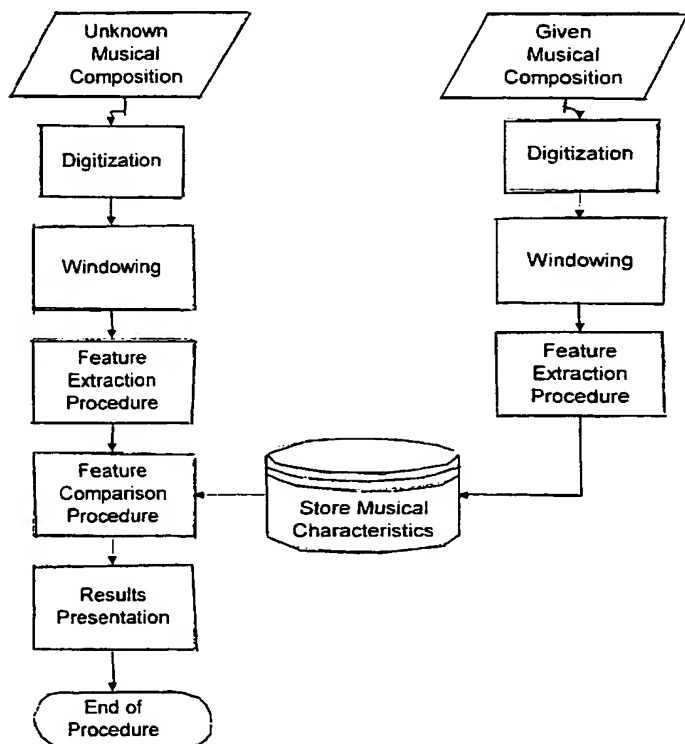 Unknown
Musical
Composition
Digitization
Windowing
Feature
Extraction
Procedure
Feature
Comparison
Procedure
Results
Presentation
End of
Procedure
Given
Musical
Composition
Digitization
Windowing
Feature
Extraction
Procedure
Store Musical
Characteristics